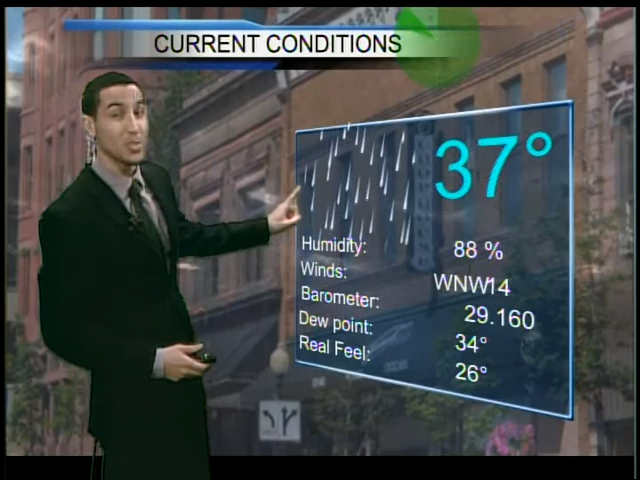 CURRENT CONDITIONS
37°
Humidity: 88 %
Winds: WNW14
Barometer: 29.160
Dew point: 34°
Real Feel: 26°